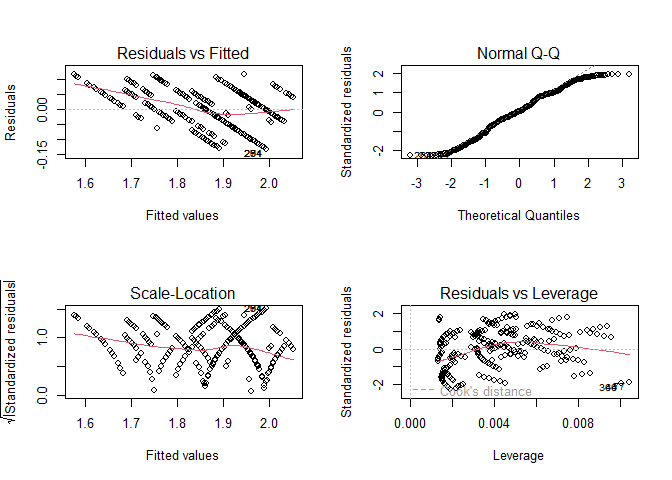 Residuals vs Fitted
Residuals
0.00
-0.15
1.6 1.7 1.8 1.9 2.0
Fitted values
Normal Q-Q
Standardized residuals
2
0
-2
-3 -2 -1 0 1 2 3
Theoretical Quantiles
Scale-Location
√|Standardized residuals|
1.0
0.0
1.6 1.7 1.8 1.9 2.0
Fitted values
Residuals vs Leverage
Standardized residuals
2
0
-2
Cook's distance
0.000 0.004 0.008
Leverage